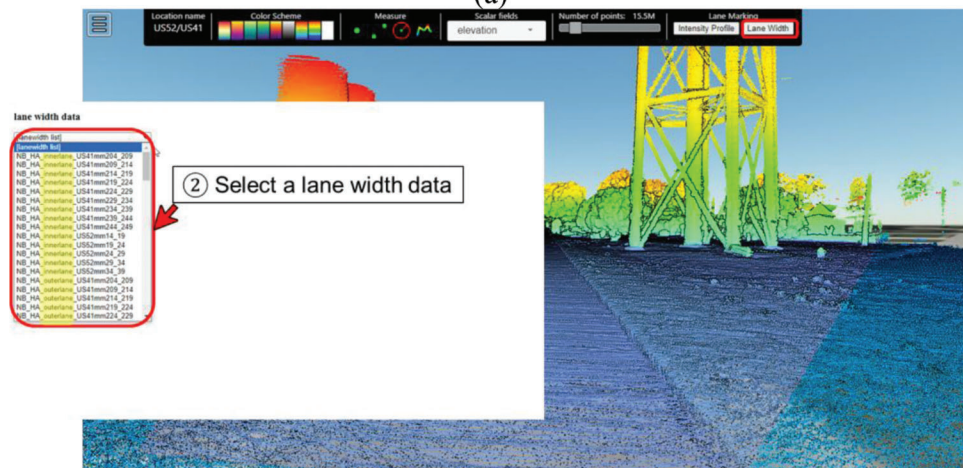 (a)
Location name
US52/US41
Color Scheme
Measure
Scalar fields
elevation
Number of points: 15.5M
Lane Marking
Intensity Profile
Lane Width
lane width data
[lanewidth list]
[lanewidth list]
NB_HA_innerlane_US41mm204_209
NB_HA_innerlane_US41mm209_214
NB_HA_innerlane_US41mm214_219
NB_HA_innerlane_US41mm219_224
NB_HA_innerlane_US41mm224_229
NB_HA_innerlane_US41mm229_234
NB_HA_innerlane_US41mm234_239
NB_HA_innerlane_US41mm239_244
NB_HA_innerlane_US41mm244_249
NB_HA_innerlane_US52mm14_19
NB_HA_innerlane_US52mm19_24
NB_HA_innerlane_US52mm24_29
NB_HA_innerlane_US52mm29_34
NB_HA_innerlane_US52mm34_39
NB_HA_outerlane_US41mm204_209
NB_HA_outerlane_US41mm209_214
NB_HA_outerlane_US41mm214_219
NB_HA_outerlane_US41mm219_224
NB_HA_outerlane_US41mm224_229
② Select a lane width data